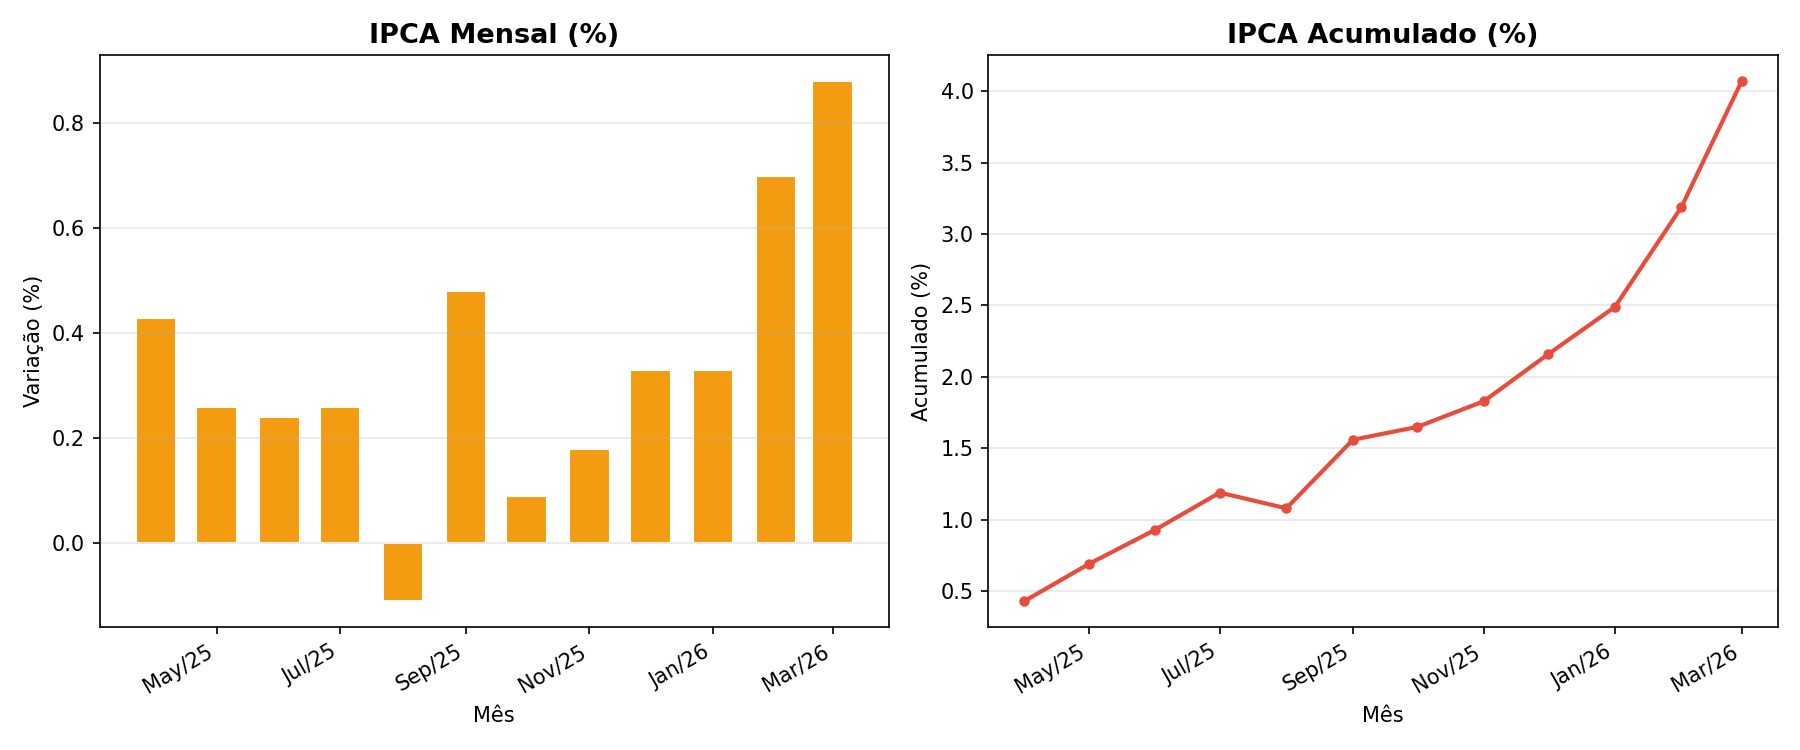 IPCA Mensal (%)
Variação (%)
0.8
0.6
0.4
0.2
0.0
May/25
Jul/25
Sep/25
Nov/25
Jan/26
Mar/26
Mês
IPCA Acumulado (%)
Acumulado (%)
4.0
3.5
3.0
2.5
2.0
1.5
1.0
0.5
May/25
Jul/25
Sep/25
Nov/25
Jan/26
Mar/26
Mês